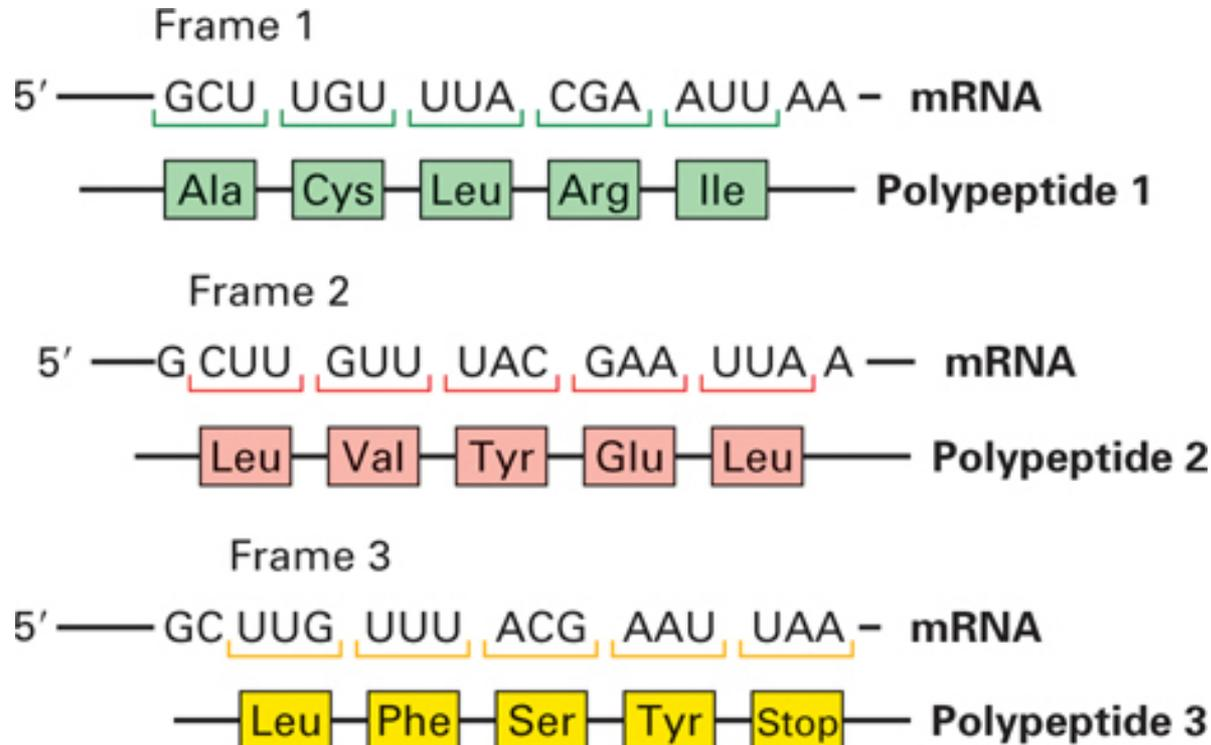 Frame 1
5′ GCU UGU UUA CGA AUU AA – mRNA
Ala Cys Leu Arg Ile Polypeptide 1
Frame 2
5′ G CUU GUU UAC GAA UUA A mRNA
Leu Val Tyr Glu Leu Polypeptide 2
Frame 3
5′ GC UUG UUU ACG AAU UAA – mRNA
Leu Phe Ser Tyr Stop Polypeptide 3